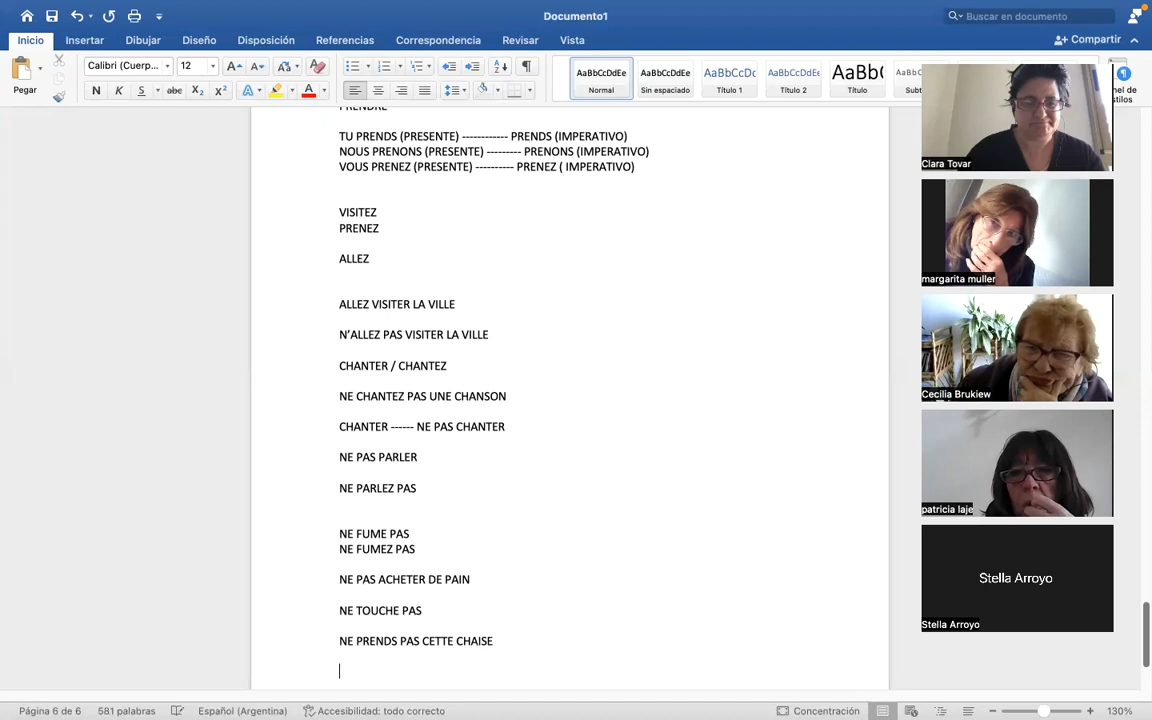 Documento1
Buscar en documento
Inicio
Insertar
Dibujar
Diseño
Disposición
Referencias
Correspondencia
Revisar
Vista
Compartir
Pegar
Calibri (Cuerp...
12
N K S abc X₂ X²
AaBbCcDdEe
Normal
AaBbCcDdEe
Sin espaciado
AaBbCcDc
Título 1
AaBbCcDdEe
Título 2
AaBb(
Título
PRENDRE
TU PRENDS (PRESENTE) ------------ PRENDS (IMPERATIVO)
NOUS PRENONS (PRESENTE) --------- PRENONS (IMPERATIVO)
VOUS PRENEZ (PRESENTE) ---------- PRENEZ ( IMPERATIVO)
VISITEZ
PRENEZ
ALLEZ
ALLEZ VISITER LA VILLE
N’ALLEZ PAS VISITER LA VILLE
CHANTER / CHANTEZ
NE CHANTEZ PAS UNE CHANSON
CHANTER ------ NE PAS CHANTER
NE PAS PARLER
NE PARLEZ PAS
NE FUME PAS
NE FUMEZ PAS
NE PAS ACHETER DE PAIN
NE TOUCHE PAS
NE PRENDS PAS CETTE CHAISE
Clara Tovar
margarita muller
Cecilia Brukiew
patricia laje
Stella Arroyo
Stella Arroyo
Página 6 de 6
581 palabras
Español (Argentina)
Accesibilidad: todo correcto
Concentración
130%